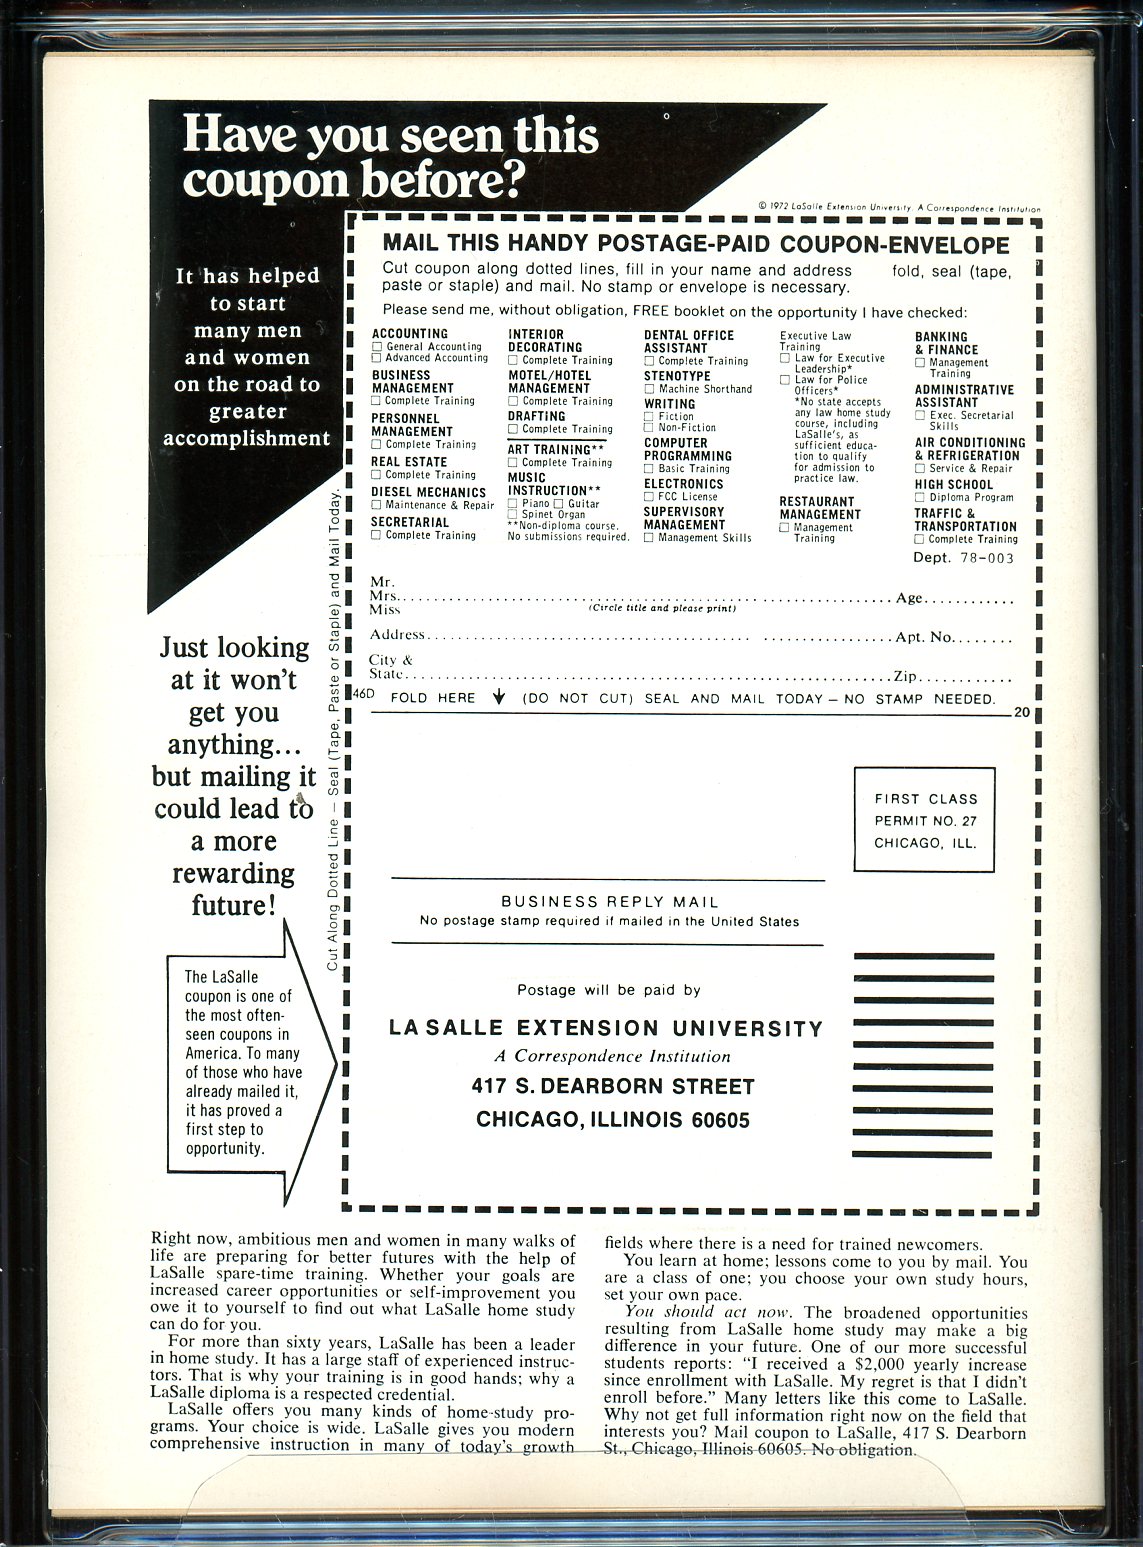 Have you seen this
coupon before?
© 1972 LaSalle Extension University. A Correspondence Institution
It has helped
to start
many men
and women
on the road to
greater
accomplishment
Just looking
at it won't
get you
anything...
but mailing it
could lead to
a more
rewarding
future!
The LaSalle
coupon is one of
the most often-
seen coupons in
America. To many
of those who have
already mailed it,
it has proved a
first step to
opportunity.
Cut Along Dotted Line – Seal (Tape, Paste or Staple) and Mail Today.
MAIL THIS HANDY POSTAGE-PAID COUPON-ENVELOPE
Cut coupon along dotted lines, fill in your name and address fold, seal (tape,
paste or staple) and mail. No stamp or envelope is necessary.
Please send me, without obligation, FREE booklet on the opportunity I have checked:
ACCOUNTING
☐ General Accounting
☐ Advanced Accounting
BUSINESS
MANAGEMENT
☐ Complete Training
PERSONNEL
MANAGEMENT
☐ Complete Training
REAL ESTATE
☐ Complete Training
DIESEL MECHANICS
☐ Maintenance & Repair
SECRETARIAL
☐ Complete Training
INTERIOR
DECORATING
☐ Complete Training
MOTEL/HOTEL
MANAGEMENT
☐ Complete Training
DRAFTING
☐ Complete Training
ART TRAINING**
☐ Complete Training
MUSIC
INSTRUCTION**
☐ Piano ☐ Guitar
☐ Spinet Organ
**Non-diploma course.
No submissions required.
DENTAL OFFICE
ASSISTANT
☐ Complete Training
STENOTYPE
☐ Machine Shorthand
WRITING
☐ Fiction
☐ Non-Fiction
COMPUTER
PROGRAMMING
☐ Basic Training
ELECTRONICS
☐ FCC License
SUPERVISORY
MANAGEMENT
☐ Management Skills
Executive Law
Training
☐ Law for Executive
Leadership*
☐ Law for Police
Officers*
*No state accepts
any law home study
course, including
LaSalle's, as
sufficient educa-
tion to qualify
for admission to
practice law.
RESTAURANT
MANAGEMENT
☐ Management
Training
BANKING
& FINANCE
☐ Management
Training
ADMINISTRATIVE
ASSISTANT
☐ Exec. Secretarial
Skills
AIR CONDITIONING
& REFRIGERATION
☐ Service & Repair
HIGH SCHOOL
☐ Diploma Program
TRAFFIC &
TRANSPORTATION
☐ Complete Training
Dept. 78-003
Mr.
Mrs. Age
Miss (Circle title and please print)
Address Apt. No.
City &
State Zip
46D FOLD HERE ↓ (DO NOT CUT) SEAL AND MAIL TODAY – NO STAMP NEEDED.
20
FIRST CLASS
PERMIT NO. 27
CHICAGO, ILL.
BUSINESS REPLY MAIL
No postage stamp required if mailed in the United States
Postage will be paid by
LA SALLE EXTENSION UNIVERSITY
A Correspondence Institution
417 S. DEARBORN STREET
CHICAGO, ILLINOIS 60605
Right now, ambitious men and women in many walks of
life are preparing for better futures with the help of
LaSalle spare-time training. Whether your goals are
increased career opportunities or self-improvement you
owe it to yourself to find out what LaSalle home study
can do for you.
For more than sixty years, LaSalle has been a leader
in home study. It has a large staff of experienced instruc-
tors. That is why your training is in good hands; why a
LaSalle diploma is a respected credential.
LaSalle offers you many kinds of home-study pro-
grams. Your choice is wide. LaSalle gives you modern
comprehensive instruction in many of today's growth
fields where there is a need for trained newcomers.
You learn at home; lessons come to you by mail. You
are a class of one; you choose your own study hours,
set your own pace.
You should act now. The broadened opportunities
resulting from LaSalle home study may make a big
difference in your future. One of our more successful
students reports: "I received a $2,000 yearly increase
since enrollment with LaSalle. My regret is that I didn't
enroll before." Many letters like this come to LaSalle.
Why not get full information right now on the field that
interests you? Mail coupon to LaSalle, 417 S. Dearborn
St., Chicago, Illinois 60605. No obligation.